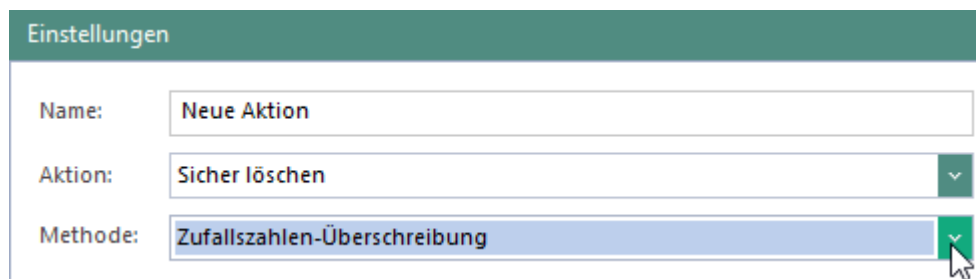 Einstellungen
Name: Neue Aktion
Aktion: Sicher löschen
Methode: Zufallszahlen-Überschreibung